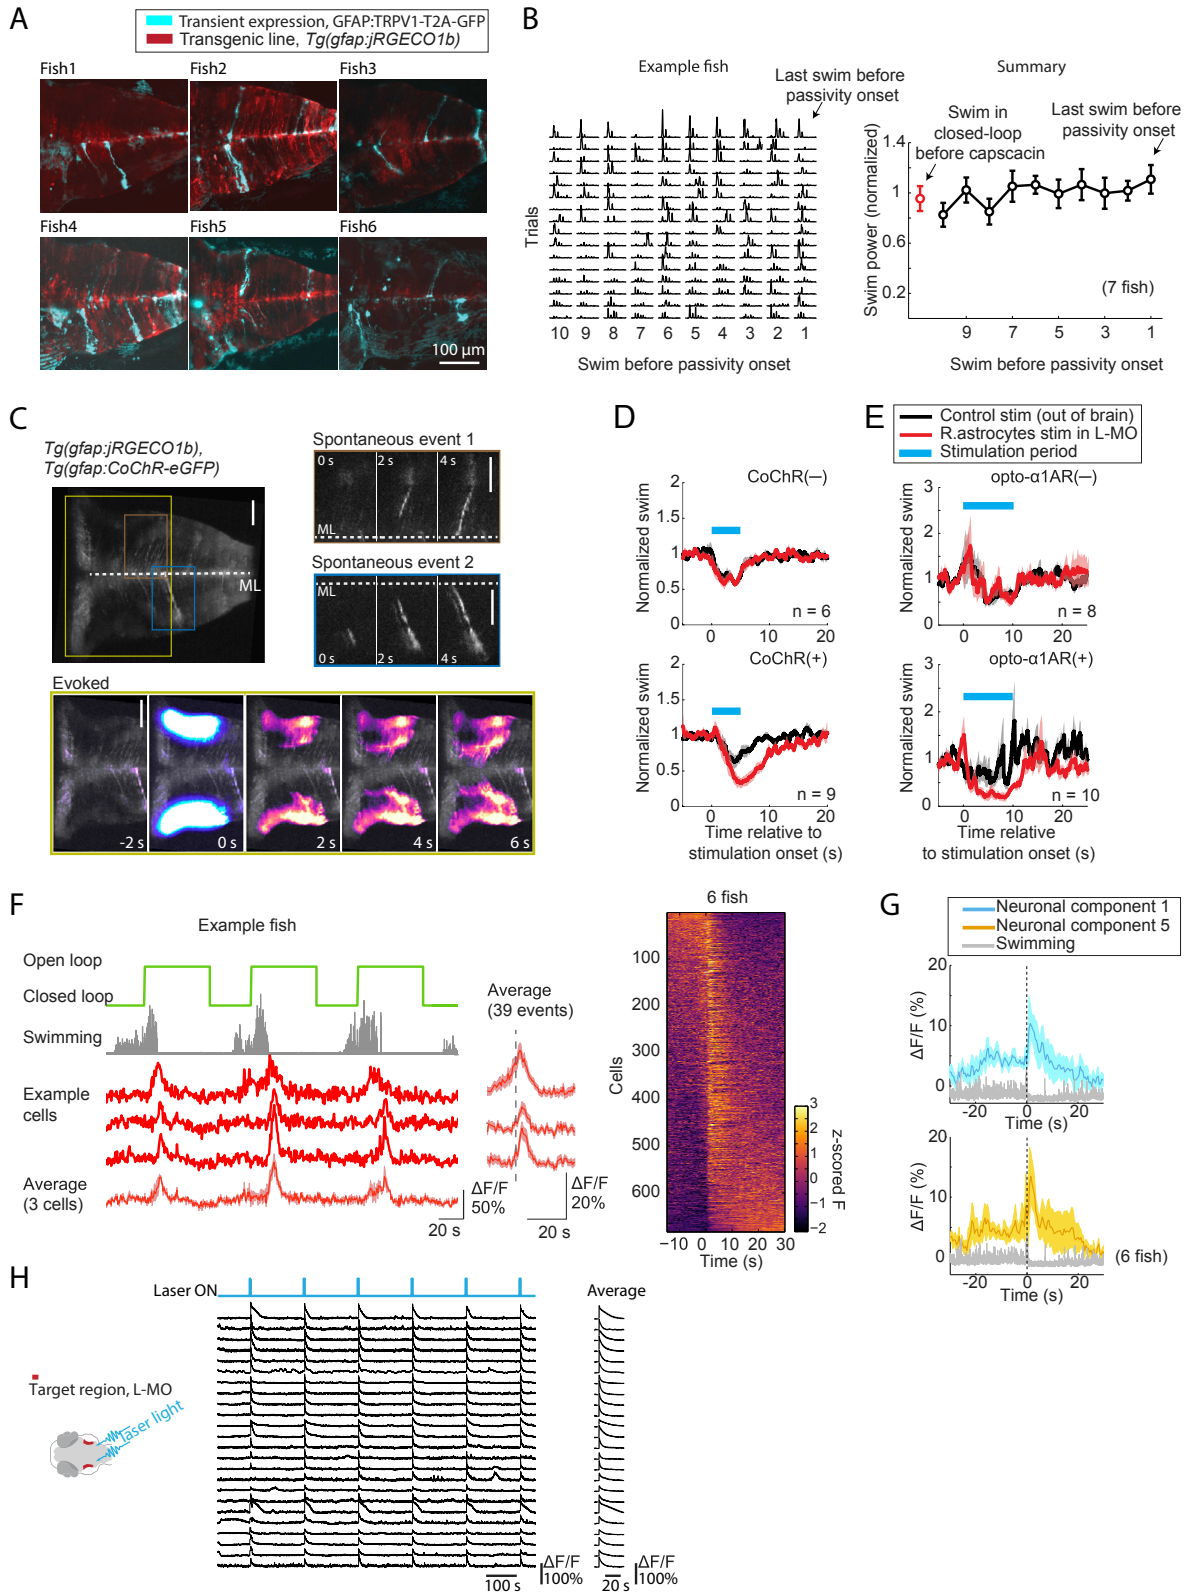 A
Transient expression, GFAP:TRPV1-T2A-GFP
Transgenic line, Tg(gfap:jRGECO1b)
Fish1
Fish2
Fish3
Fish4
Fish5
Fish6
100 µm
B
Example fish
Last swim before
passivity onset
Trials
10 9 8 7 6 5 4 3 2 1
Swim before passivity onset
Summary
Swim in
closed-loop
before capscacin
Last swim before
passivity onset
Swim power (normalized)
1.4
1
0.6
0.2
(7 fish)
9 7 5 3 1
Swim before passivity onset
C
Tg(gfap:jRGECO1b),
Tg(gfap:CoChR-eGFP)
ML
Spontaneous event 1
0 s 2 s 4 s
ML
Spontaneous event 2
ML
0 s 2 s 4 s
Evoked
-2 s 0 s 2 s 4 s 6 s
D
CoChR(—)
Normalized swim
2
1.5
1
0.5
0
n = 6
0 10 20
CoChR(+)
Normalized swim
2
1.5
1
0.5
0
n = 9
0 10 20
Time relative to
stimulation onset (s)
E
Control stim (out of brain)
R.astrocytes stim in L-MO
Stimulation period
opto-α1AR(—)
Normalized swim
3
2
1
0
n = 8
0 10 20
opto-α1AR(+)
Normalized swim
3
2
1
0
n = 10
0 10 20
Time relative
to stimulation onset (s)
F
Example fish
Open loop
Closed loop
Swimming
Example
cells
Average
(3 cells)
ΔF/F
50%
20 s
Average
(39 events)
ΔF/F
20%
20 s
6 fish
Cells
100
200
300
400
500
600
−10 0 10 20 30
Time (s)
3
2
1
0
−1
−2
z-scored F
G
Neuronal component 1
Neuronal component 5
Swimming
ΔF/F (%)
20
10
0
-20 0 20
Time (s)
ΔF/F (%)
20
10
0
-20 0 20
Time (s)
(6 fish)
H
Laser ON
Average
Target region, L-MO
laser light
100 s
ΔF/F
100%
20 s
ΔF/F
100%